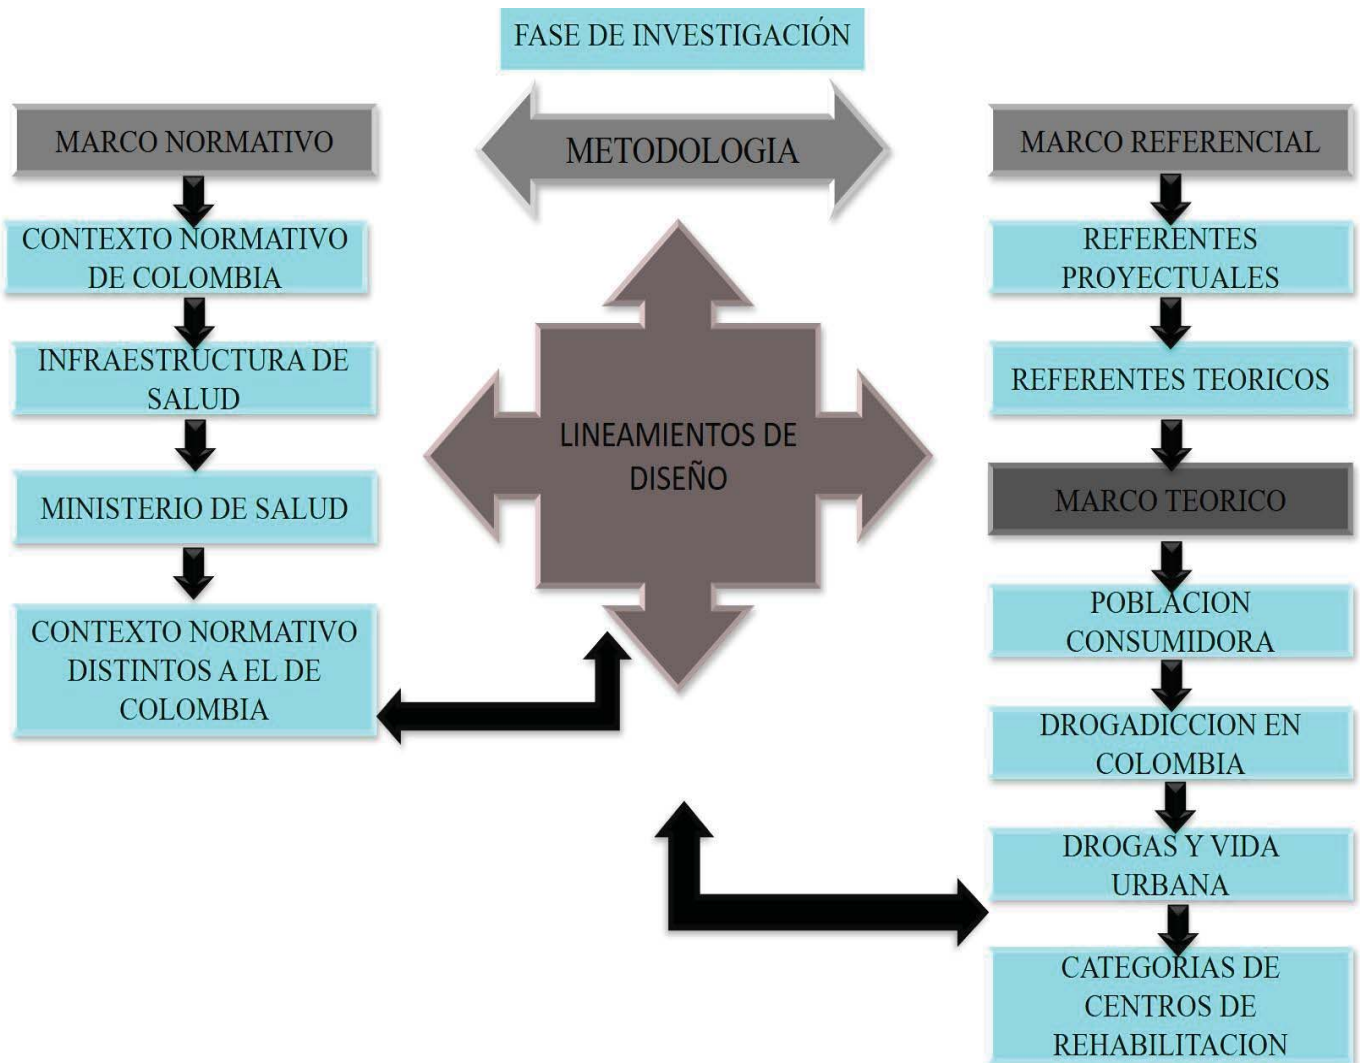 FASE DE INVESTIGACIÓN
METODOLOGIA
MARCO NORMATIVO
CONTEXTO NORMATIVO
DE COLOMBIA
INFRAESTRUCTURA DE
SALUD
MINISTERIO DE SALUD
CONTEXTO NORMATIVO
DISTINTOS A EL DE
COLOMBIA
LINEAMIENTOS DE
DISEÑO
MARCO REFERENCIAL
REFERENTES
PROYECTUALES
REFERENTES TEORICOS
MARCO TEORICO
POBLACION
CONSUMIDORA
DROGADICCION EN
COLOMBIA
DROGAS Y VIDA
URBANA
CATEGORIAS DE
CENTROS DE
REHABILITACION